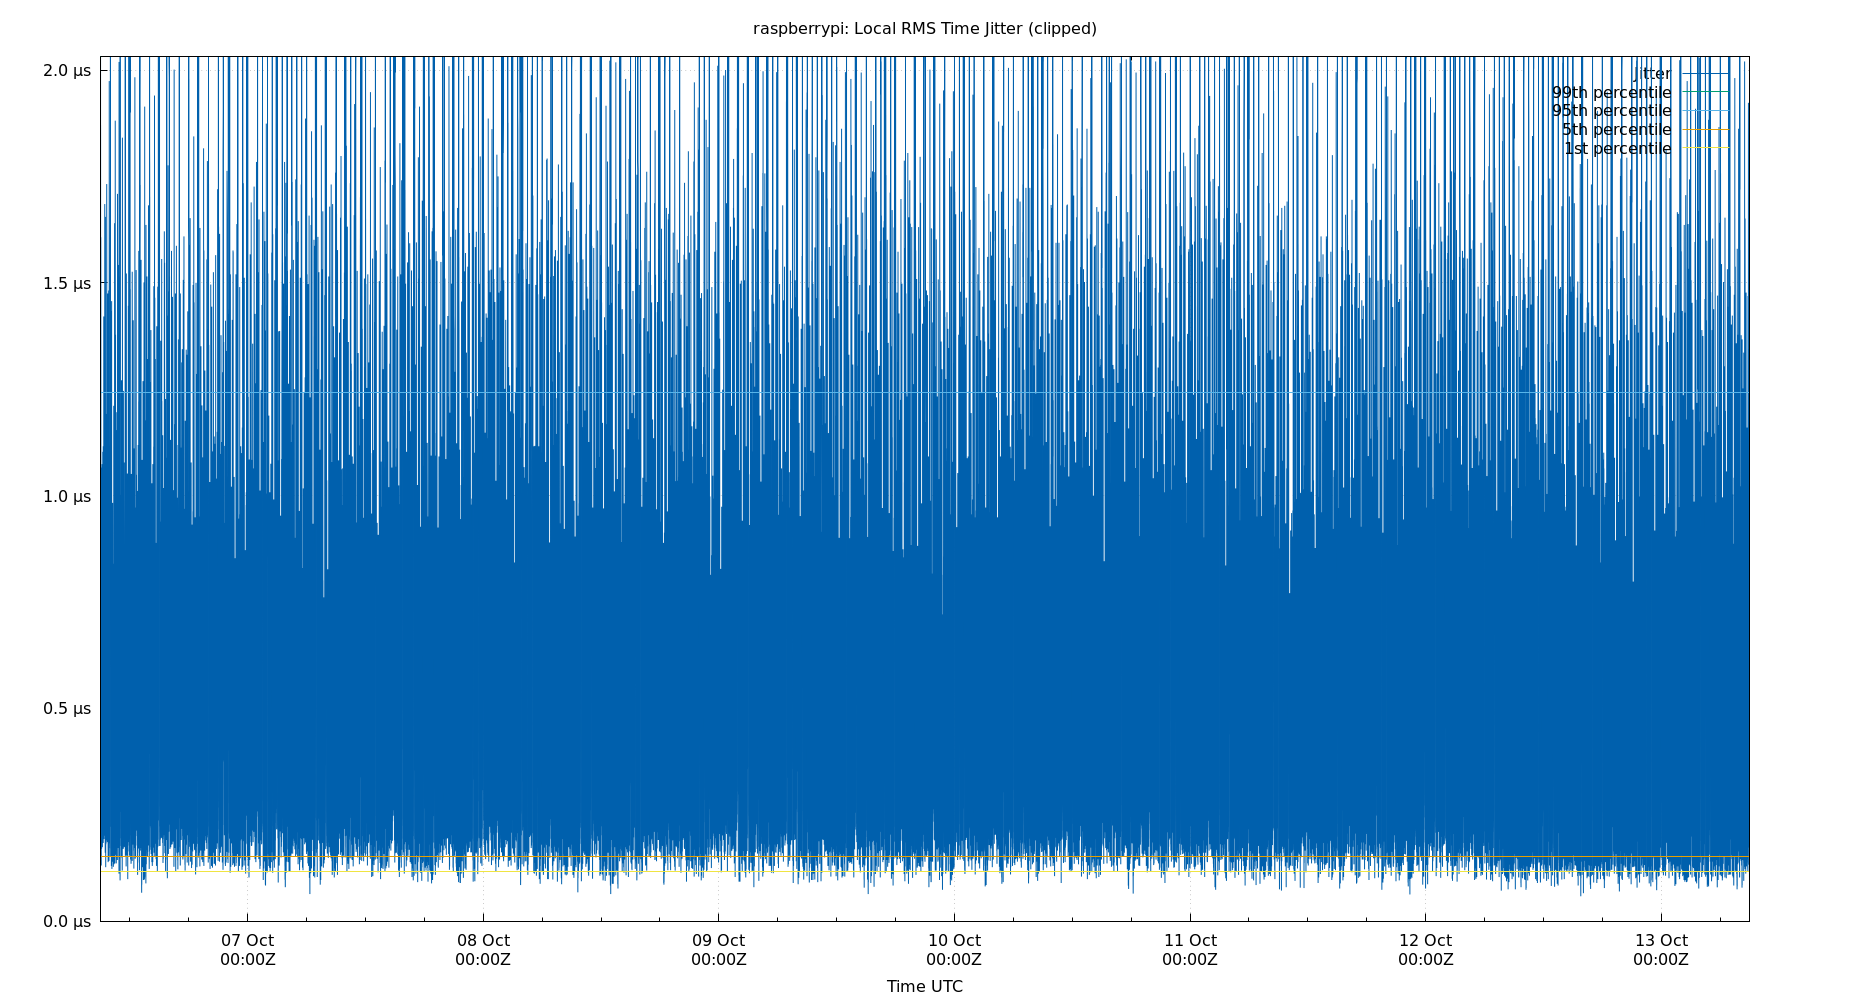 raspberrypi: Local RMS Time Jitter (clipped)
2.0 µs
1.5 µs
1.0 µs
0.5 µs
0.0 µs
jitter
99th percentile
95th percentile
5th percentile
1st percentile
07 Oct
00:00Z
08 Oct
00:00Z
09 Oct
00:00Z
10 Oct
00:00Z
11 Oct
00:00Z
12 Oct
00:00Z
13 Oct
00:00Z
Time UTC